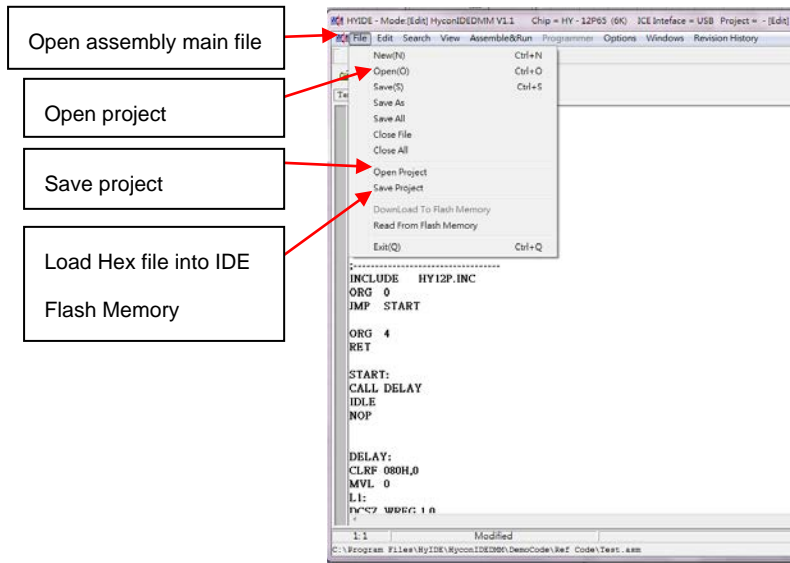 Open assembly main file
Open project
Save project
Load Hex file into IDE
Flash Memory
HYIDE - Mode:[Edit] HyconIDEDMM V1.1 Chip = HY - 12P65 (6K) ICE Inteface = USB Project = - [Edit]
File Edit Search View Assemble&Run Programmer Options Windows Revision History
New(N) Ctrl+N
Open(O) Ctrl+O
Save(S) Ctrl+S
Save As
Save All
Close File
Close All
Open Project
Save Project
DownLoad To Flash Memory
Read From Flash Memory
Exit(Q) Ctrl+Q
;----------------------------------
INCLUDE HY12P.INC
ORG 0
JMP START
ORG 4
RET
START:
CALL DELAY
IDLE
NOP
DELAY:
CLRF 080H,0
MVL 0
L1:
DCSZ WREG,1,0
1:1 Modified
C:\Program Files\HyIDE\HyconIDEDMM\DemoCode\Ref Code\Test.asm